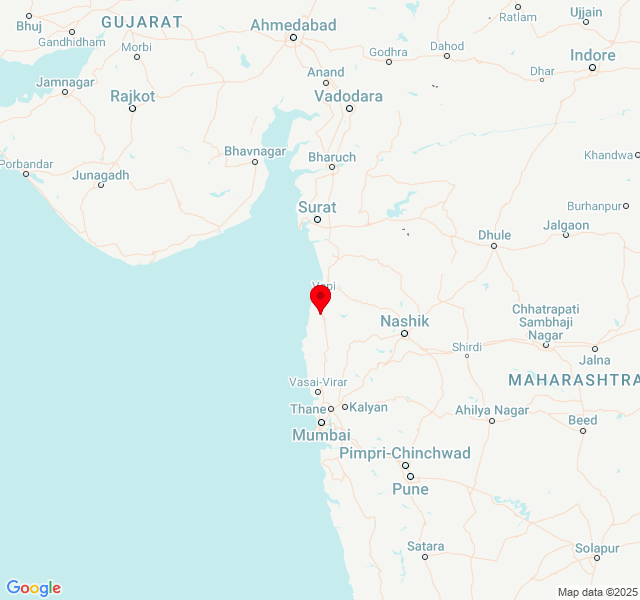 Bhuj
GUJARAT
Ahmedabad
Ratlam
Ujjain
Gandhidham
Morbi
Godhra
Dahod
Indore
Jamnagar
Anand
Dhar
Rajkot
Vadodara
Bhavnagar
Bharuch
Khandwa
Porbandar
Junagadh
Surat
Burhanpur
Jalgaon
Dhule
Vapi
Chhatrapati
Sambhaji
Nagar
Nashik
Shirdi
Jalna
MAHARASHTRA
Vasai-Virar
Thane
Kalyan
Ahilya Nagar
Beed
Mumbai
Pimpri-Chinchwad
Pune
Satara
Solapur
Google
Map data ©2025